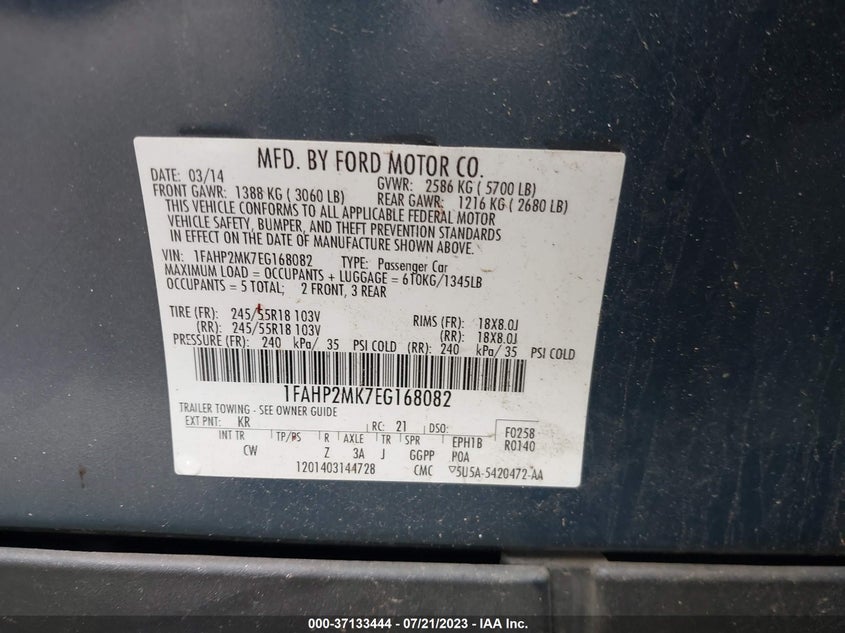 MFD. BY FORD MOTOR CO.
DATE: 03/14 GVWR: 2586 KG ( 5700 LB)
FRONT GAWR: 1388 KG ( 3060 LB) REAR GAWR: 1216 KG ( 2680 LB)
THIS VEHICLE CONFORMS TO ALL APPLICABLE FEDERAL MOTOR
VEHICLE SAFETY, BUMPER, AND THEFT PREVENTION STANDARDS
IN EFFECT ON THE DATE OF MANUFACTURE SHOWN ABOVE.
VIN: 1FAHP2MK7EG168082 TYPE: Passenger Car
MAXIMUM LOAD = OCCUPANTS + LUGGAGE = 610KG/1345LB
OCCUPANTS = 5 TOTAL; 2 FRONT, 3 REAR
TIRE (FR): 245/55R18 103V RIMS (FR): 18X8.0J
(RR): 245/55R18 103V (RR): 18X8.0J
PRESSURE (FR): 240 kPa/ 35 PSI COLD (RR): 240 kPa/ 35 PSI COLD
1FAHP2MK7EG168082
TRAILER TOWING - SEE OWNER GUIDE
EXT PNT: KR RC: 21 DSO: F0258
INT TR TP/PS R AXLE TR SPR EPH1B R0140
CW Z 3A J GGPP POA
1201403144728 CMC ▽5U5A-5420472-AA
000-37133444 / 07/21/2023 - IAA Inc.